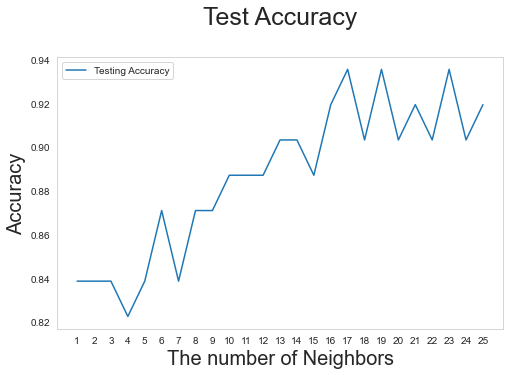 Test Accuracy
0.94
Testing Accuracy
0.92
0.90
0.88
0.86
0.84
0.82
Accuracy
1 2 3 4 5 6 7 8 9 10 11 12 13 14 15 16 17 18 19 20 21 22 23 24 25
The number of Neighbors